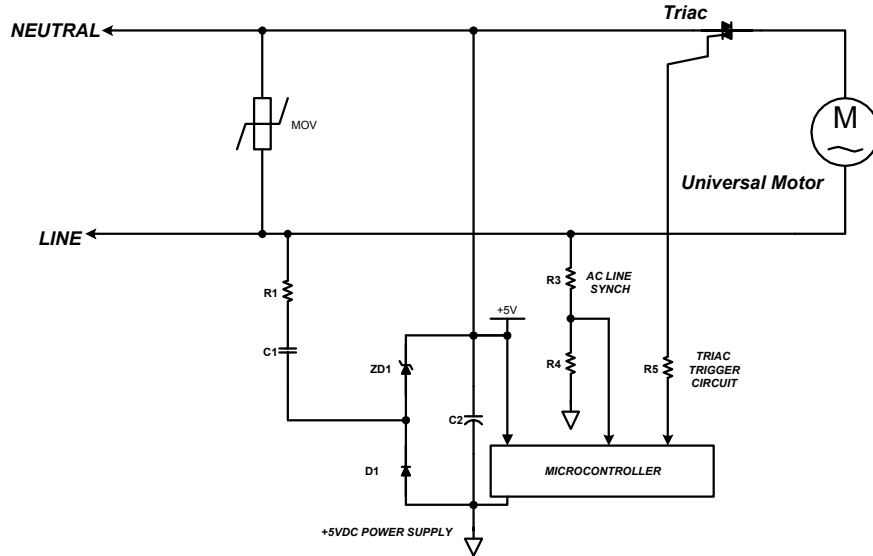 Triac
NEUTRAL
MOV
M
Universal Motor
LINE
R3
AC LINE
SYNCH
R1
+5V
C1
R4
ZD1
R5
TRIAC
TRIGGER
CIRCUIT
C2
D1
MICROCONTROLLER
+5VDC POWER SUPPLY